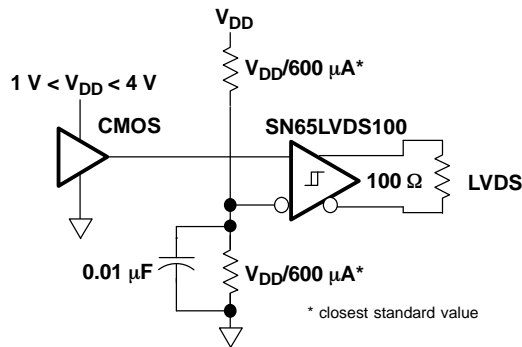 VDD
VDD/600 μA*
1 V < VDD < 4 V
CMOS
SN65LVDS100
100 Ω
LVDS
0.01 μF
VDD/600 μA*
* closest standard value